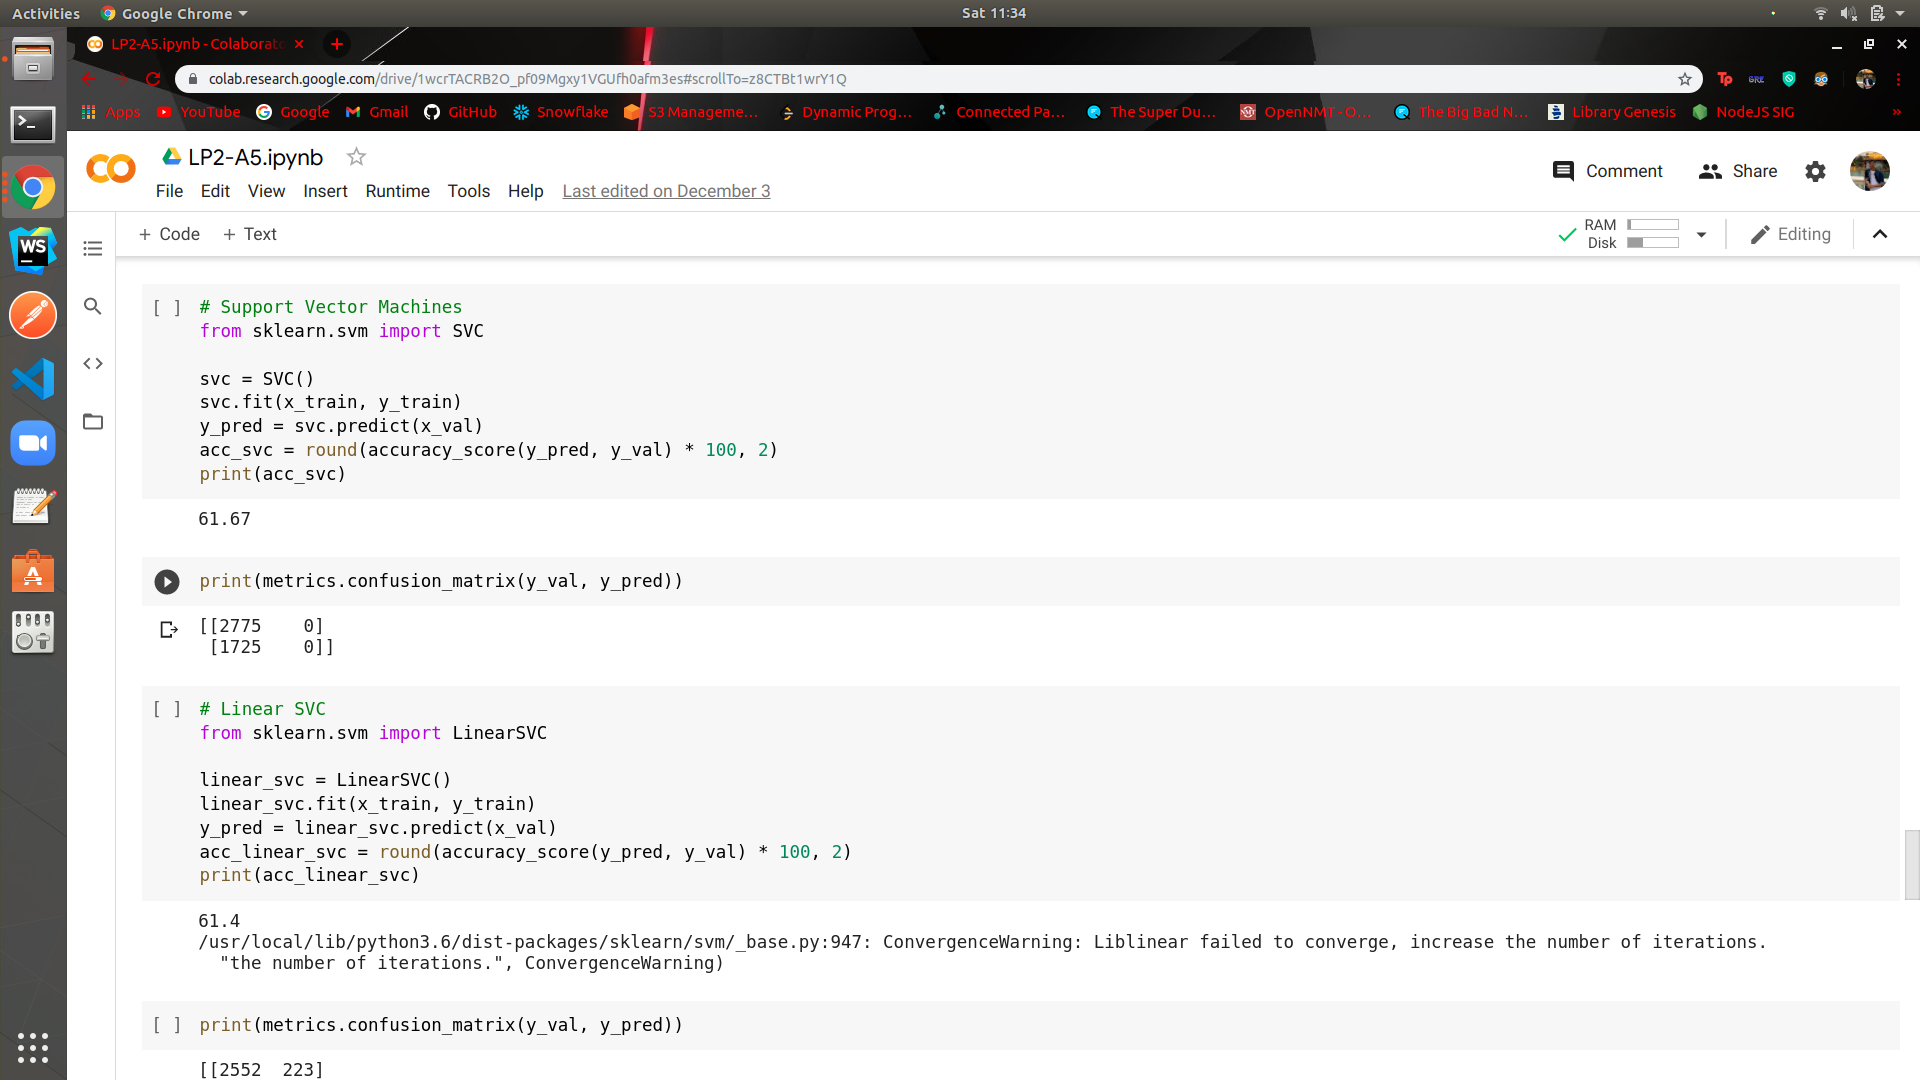 Activities
Google Chrome
Sat 11:34
LP2-A5.ipynb - Colaborat
colab.research.google.com/drive/1wcrTACRB2O_pf09Mgxy1VGUfh0afm3es#scrollTo=z8CTBt1wrY1Q
Tp
GRE
Apps
YouTube
Google
Gmail
GitHub
Snowflake
S3 Manageme...
Dynamic Prog...
Connected Pa...
The Super Du...
OpenNMT - O...
The Big Bad N...
Library Genesis
NodeJS SIG
»
LP2-A5.ipynb
Comment
Share
File Edit View Insert Runtime Tools Help Last edited on December 3
+ Code + Text
RAM
Disk
Editing
WS
[ ] # Support Vector Machines
from sklearn.svm import SVC
svc = SVC()
svc.fit(x_train, y_train)
y_pred = svc.predict(x_val)
acc_svc = round(accuracy_score(y_pred, y_val) * 100, 2)
print(acc_svc)
61.67
print(metrics.confusion_matrix(y_val, y_pred))
[[2775    0]
[1725    0]]
[ ] # Linear SVC
from sklearn.svm import LinearSVC
linear_svc = LinearSVC()
linear_svc.fit(x_train, y_train)
y_pred = linear_svc.predict(x_val)
acc_linear_svc = round(accuracy_score(y_pred, y_val) * 100, 2)
print(acc_linear_svc)
61.4
/usr/local/lib/python3.6/dist-packages/sklearn/svm/_base.py:947: ConvergenceWarning: Liblinear failed to converge, increase the number of iterations.
"the number of iterations.", ConvergenceWarning)
[ ] print(metrics.confusion_matrix(y_val, y_pred))
[[2552  223]